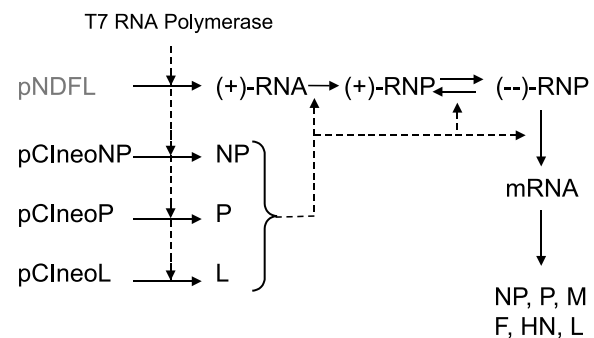 T7 RNA Polymerase
pNDFL (+)-RNA (+)-RNP (--)-RNP
pCIneoNP NP
mRNA
pCIneoP P
pCIneoL L
NP, P, M
F, HN, L